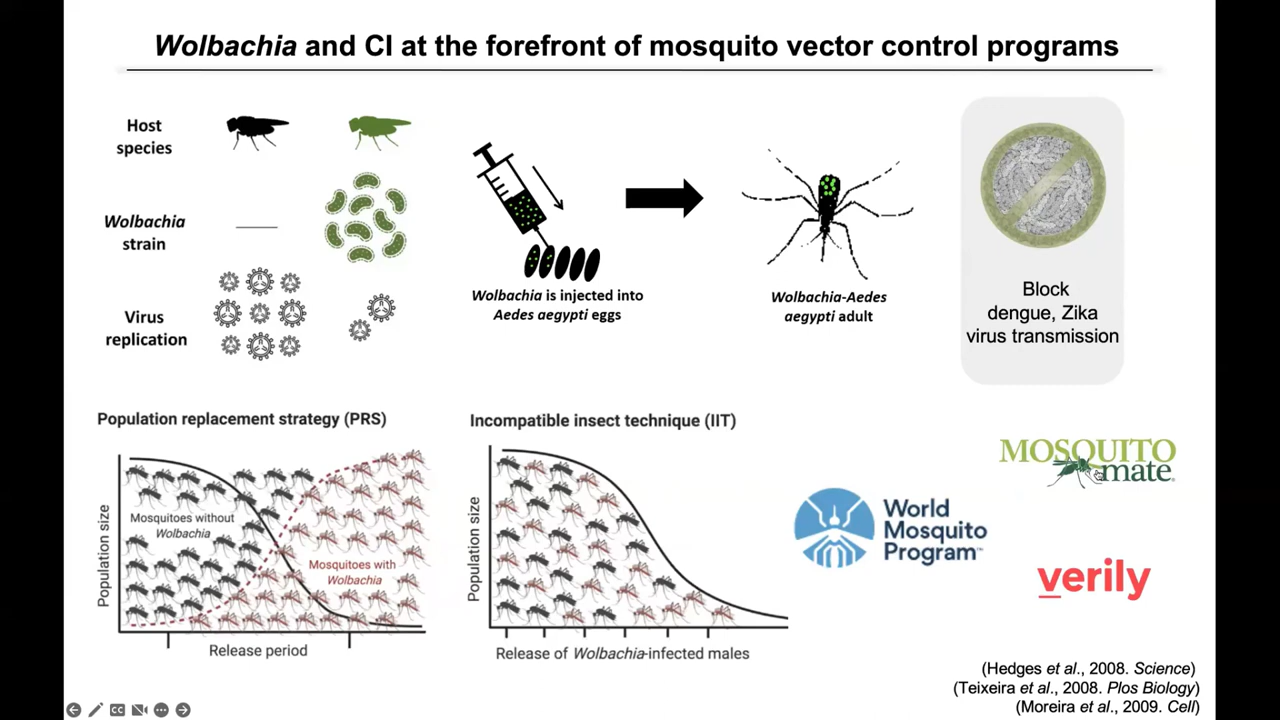 Wolbachia and CI at the forefront of mosquito vector control programs
Host
species
Wolbachia
strain
Virus
replication
Wolbachia is injected into
Aedes aegypti eggs
Wolbachia-Aedes
aegypti adult
Block
dengue, Zika
virus transmission
Population replacement strategy (PRS)
Population size
Mosquitoes without
Wolbachia
Mosquitoes with
Wolbachia
Release period
Incompatible insect technique (IIT)
Population size
Release of Wolbachia-infected males
World
Mosquito
Program™
MOSQUITO
mate®
verily
(Hedges et al., 2008. Science)
(Teixeira et al., 2008. Plos Biology)
(Moreira et al., 2009. Cell)
CC